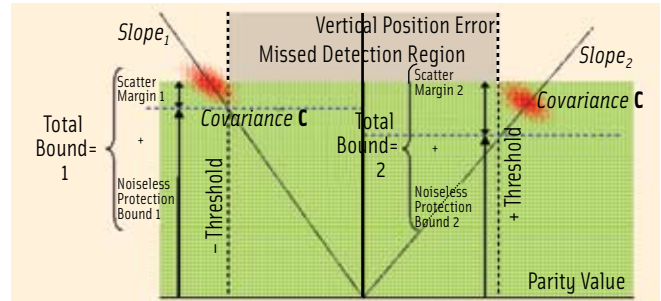 Vertical Position Error
Missed Detection Region
Slope1
Slope2
Scatter
Margin 1
Total
Bound=
1
+
Noiseless
Protection
Bound 1
Covariance C
– Threshold
Scatter
Margin 2
Total
Bound=
2
+
Noiseless
Protection
Bound 2
Covariance C
+ Threshold
Parity Value